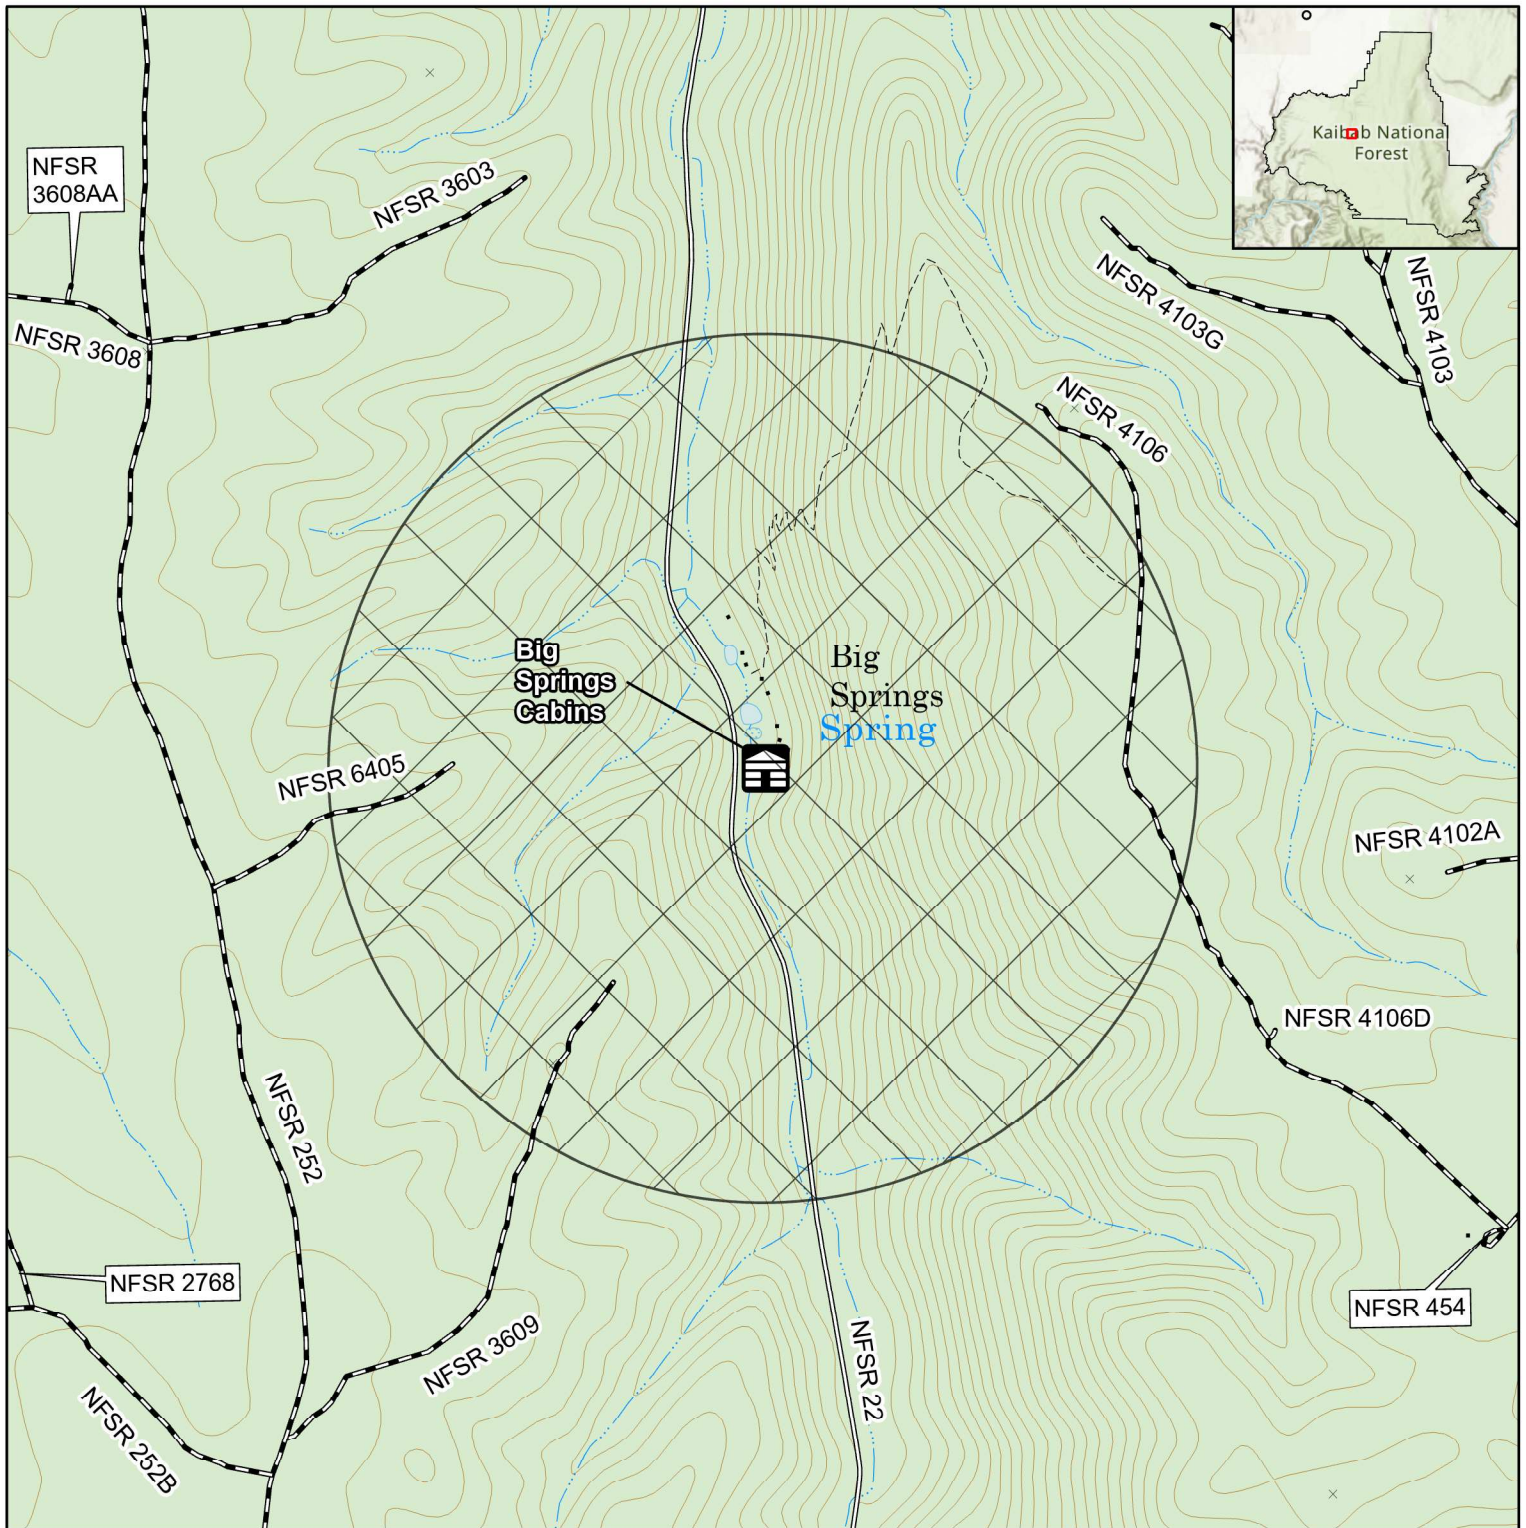 Kaibab National
Forest
NFSR
3608AA
NFSR 3603
NFSR 3608
NFSR 4103G
NFSR 4103
NFSR 4106
Big
Springs
Cabins
Big
Springs
Spring
NFSR 6405
NFSR 4102A
NFSR 4106D
NFSR 252
NFSR 2768
NFSR 454
NFSR 3609
NFSR 22
NFSR 252B